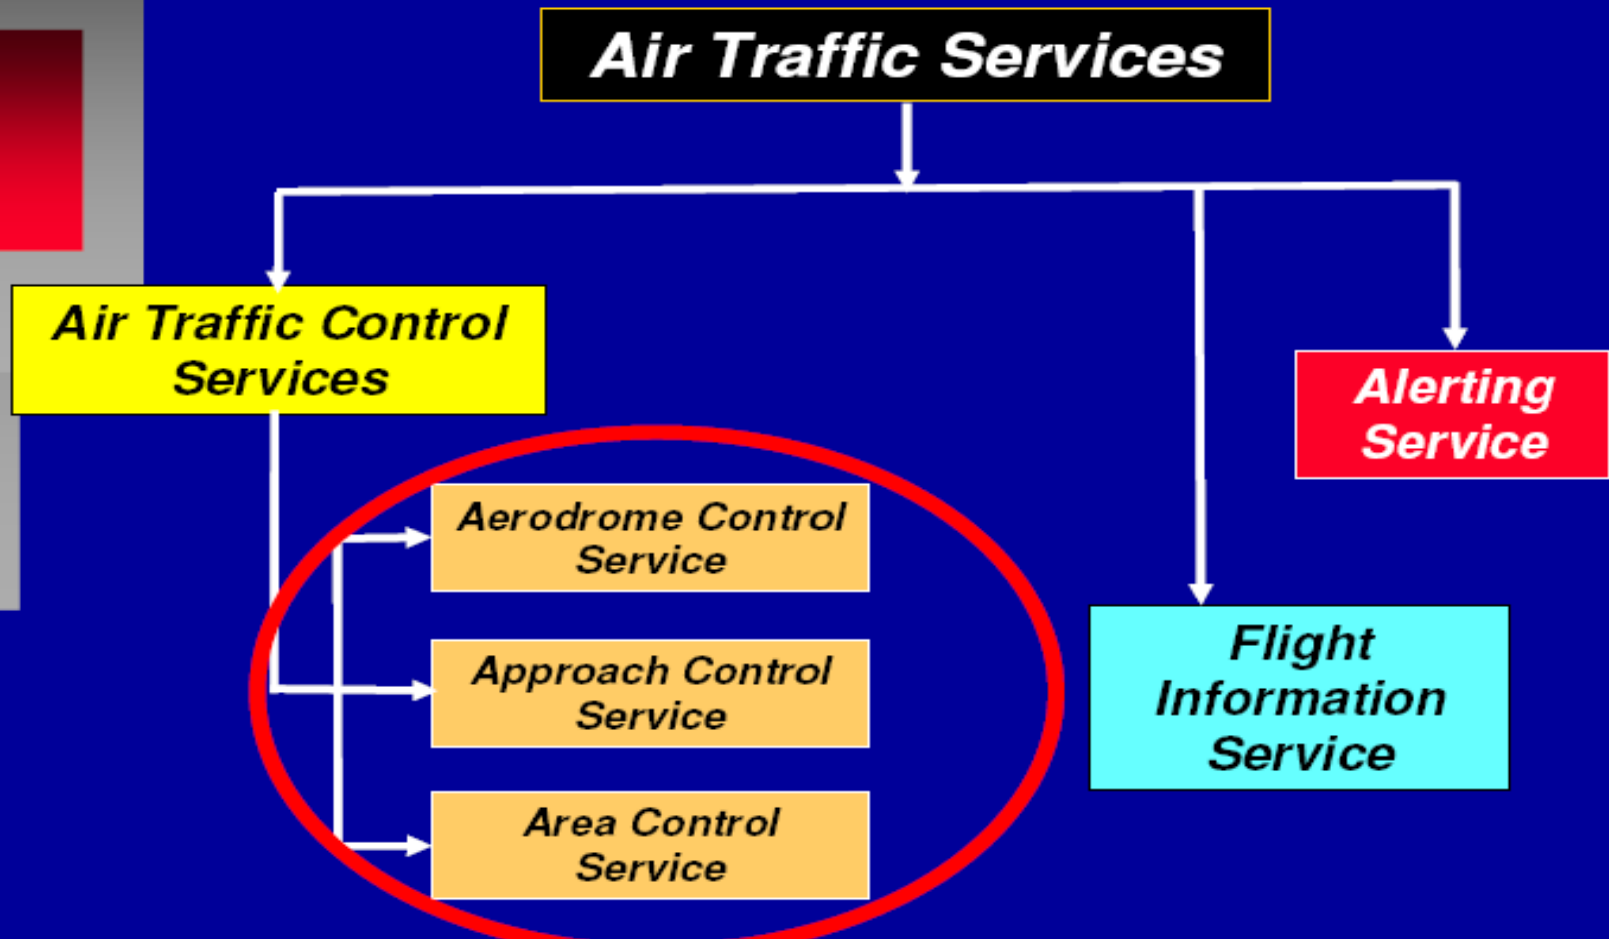 Air Traffic Services
Air Traffic Control
Services
Alerting
Service
Aerodrome Control
Service
Approach Control
Service
Area Control
Service
Flight
Information
Service